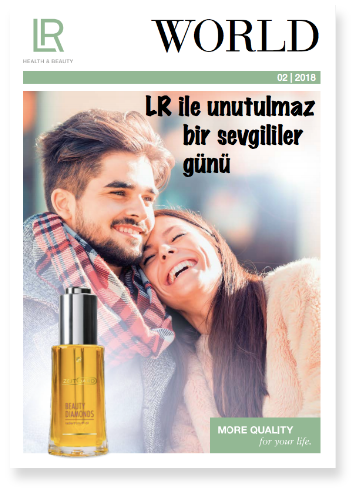 LR
HEALTH & BEAUTY
WORLD
02 | 2018
LR ile unutulmaz
bir sevgililer
günü
BEAUTY
DIAMONDS
MORE QUALITY
for your life.